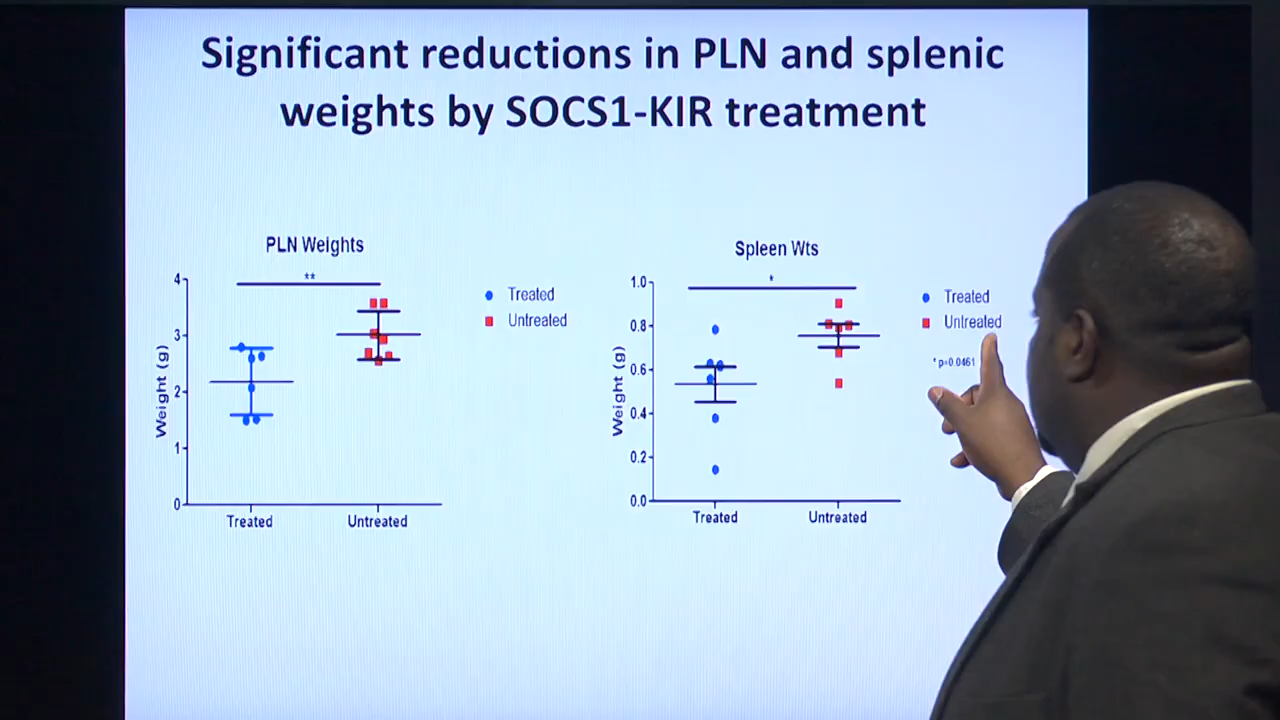 Significant reductions in PLN and splenic
weights by SOCS1-KIR treatment
PLN Weights
**
Weight (g)
4
3
2
1
0
Treated
Untreated
Treated
Untreated
Spleen Wts
*
Weight (g)
1.0
0.8
0.6
0.4
0.2
0.0
Treated
Untreated
Treated
Untreated
* p=0.0461